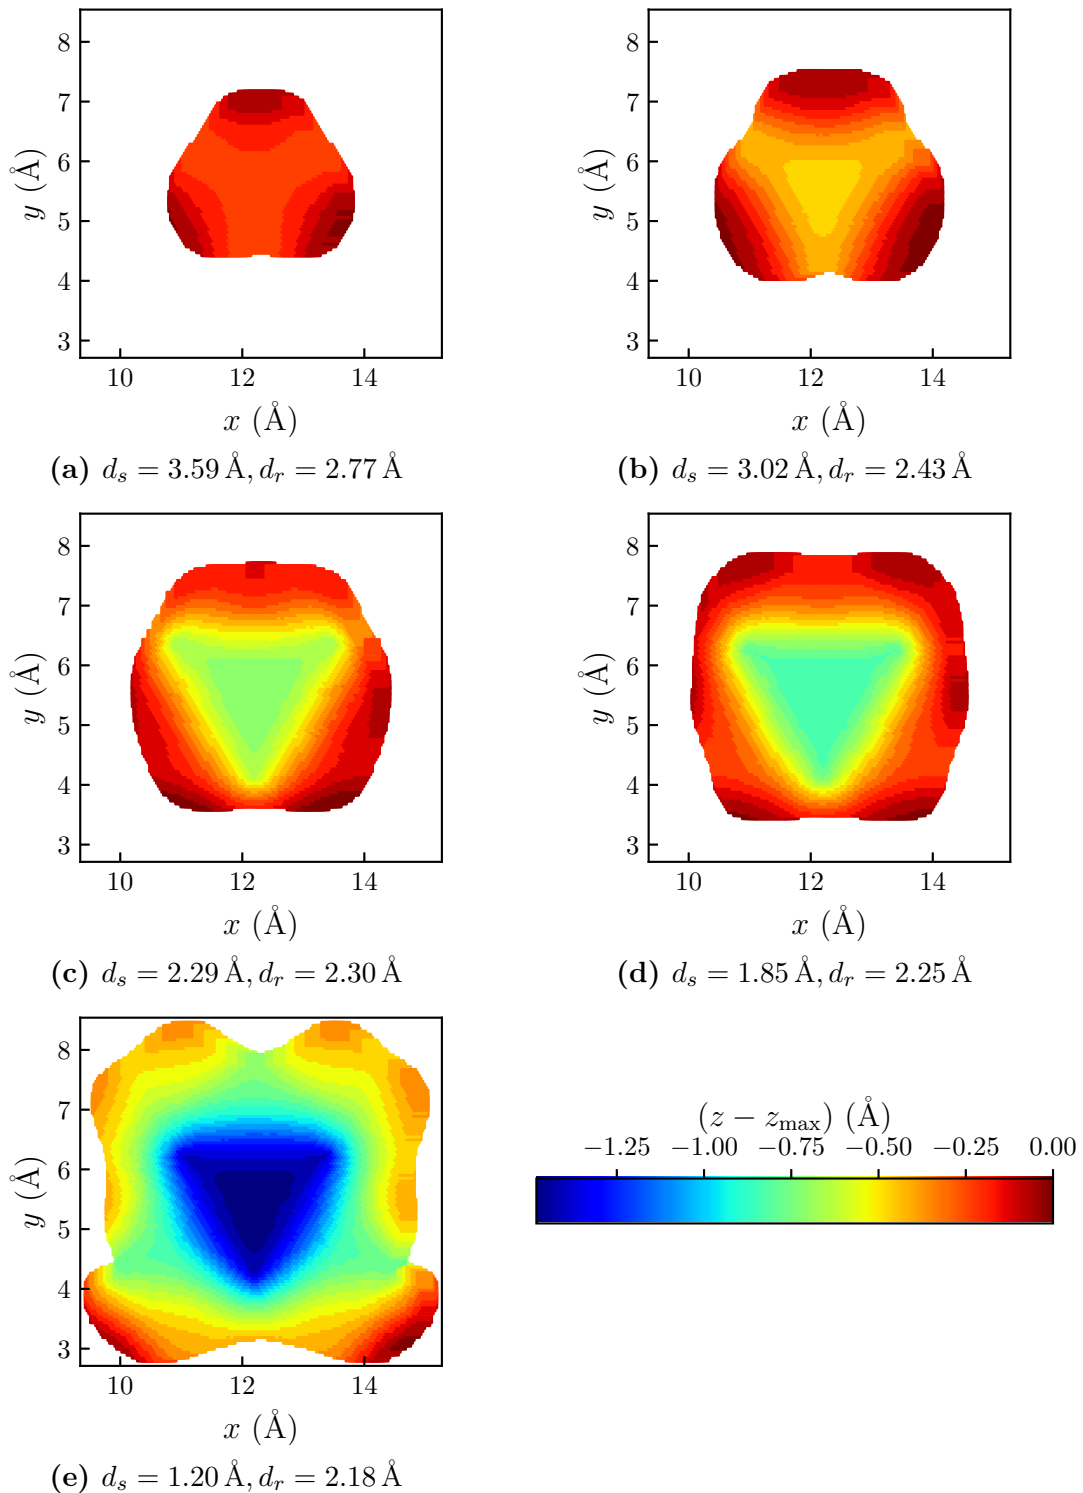 8
7
6
5
4
3
y (Å)
10 12 14
x (Å)
(a) d_s = 3.59 Å, d_r = 2.77 Å
8
7
6
5
4
3
y (Å)
10 12 14
x (Å)
(b) d_s = 3.02 Å, d_r = 2.43 Å
8
7
6
5
4
3
y (Å)
10 12 14
x (Å)
(c) d_s = 2.29 Å, d_r = 2.30 Å
8
7
6
5
4
3
y (Å)
10 12 14
x (Å)
(d) d_s = 1.85 Å, d_r = 2.25 Å
8
7
6
5
4
3
y (Å)
10 12 14
x (Å)
(e) d_s = 1.20 Å, d_r = 2.18 Å
(z − z_max) (Å)
−1.25 −1.00 −0.75 −0.50 −0.25 0.00